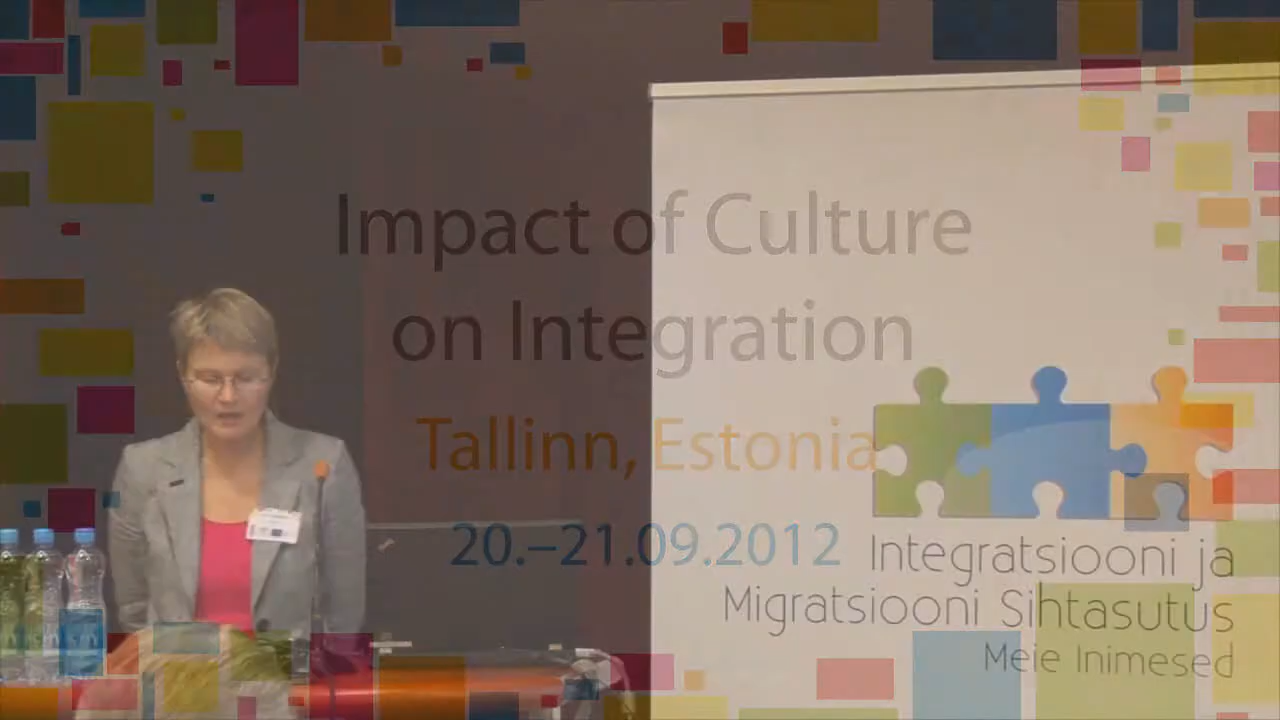 Impact of Culture
on Integration
Tallinn, Estonia
20.–21.09.2012
Integratsiooni ja
Migratsiooni Sihtasutus
Meie Inimesed